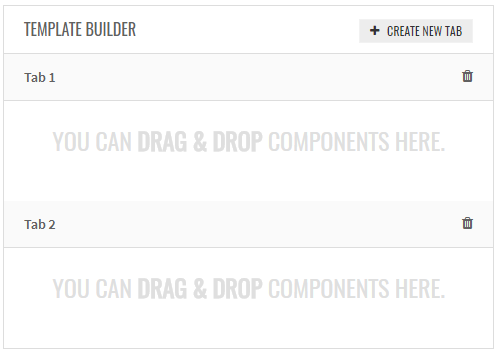 TEMPLATE BUILDER
+ CREATE NEW TAB
Tab 1
YOU CAN DRAG & DROP COMPONENTS HERE.
Tab 2
YOU CAN DRAG & DROP COMPONENTS HERE.